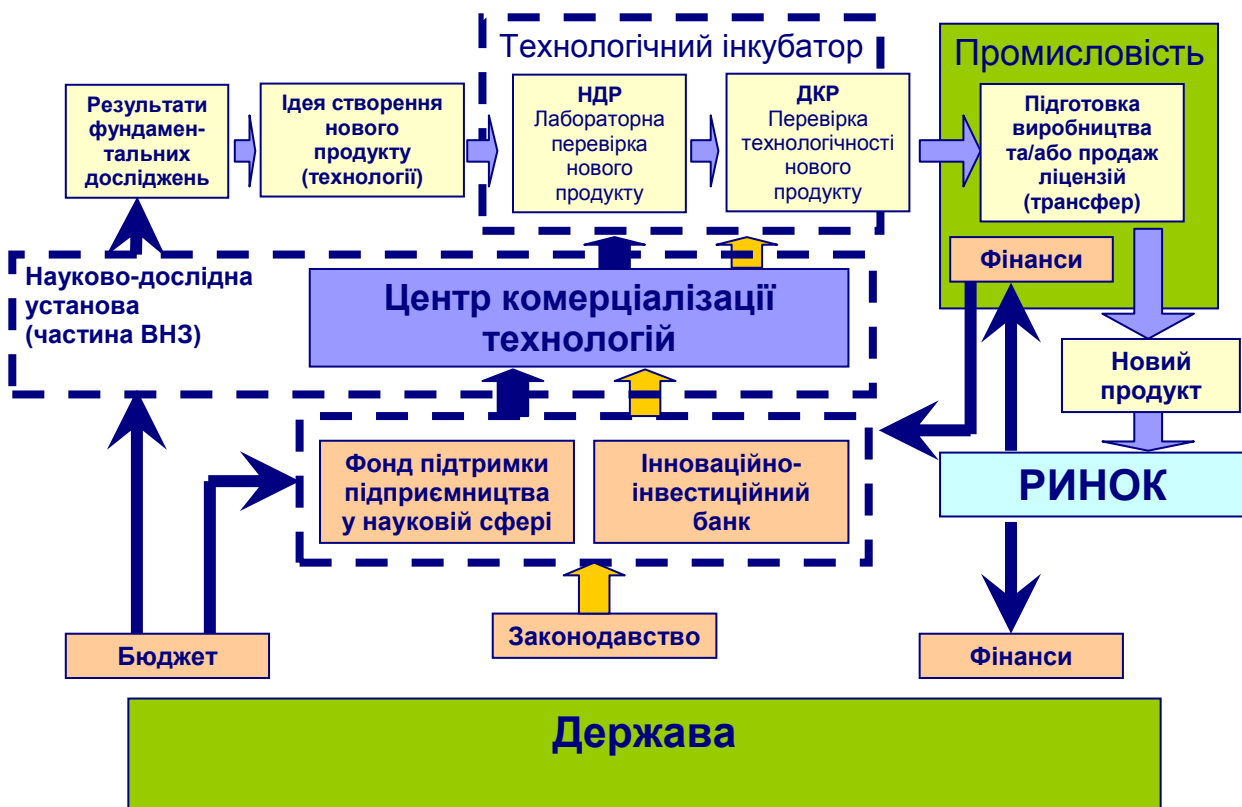 Технологічний інкубатор
Промисловість
Результати
фундамен-
тальних
досліджень
Ідея створення
нового
продукту
(технології)
НДР
Лабораторна
перевірка
нового
продукту
ДКР
Перевірка
технологічності
нового
продукту
Підготовка
виробництва
та/або продаж
ліцензій
(трансфер)
Фінанси
Науково-дослідна
установа
(частина ВНЗ)
Центр комерціалізації
технологій
Новий
продукт
Фонд підтримки
підприємництва
у науковій сфері
Інноваційно-
інвестиційний
банк
РИНОК
Законодавство
Бюджет
Фінанси
Держава